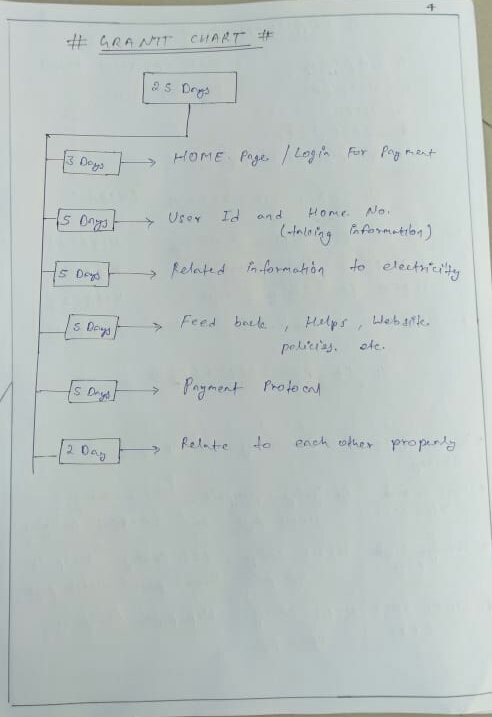 4
# GRANTT CHART #
25 Days
3 Days → HOME Page / Login For Payment
5 Days → User Id and Home No.
(taking information)
5 Days → Related information to electricity
5 Days → Feed back, Helps, Website
policies. etc.
5 Days → Payment Protocal
2 Day → Relate to each other properly